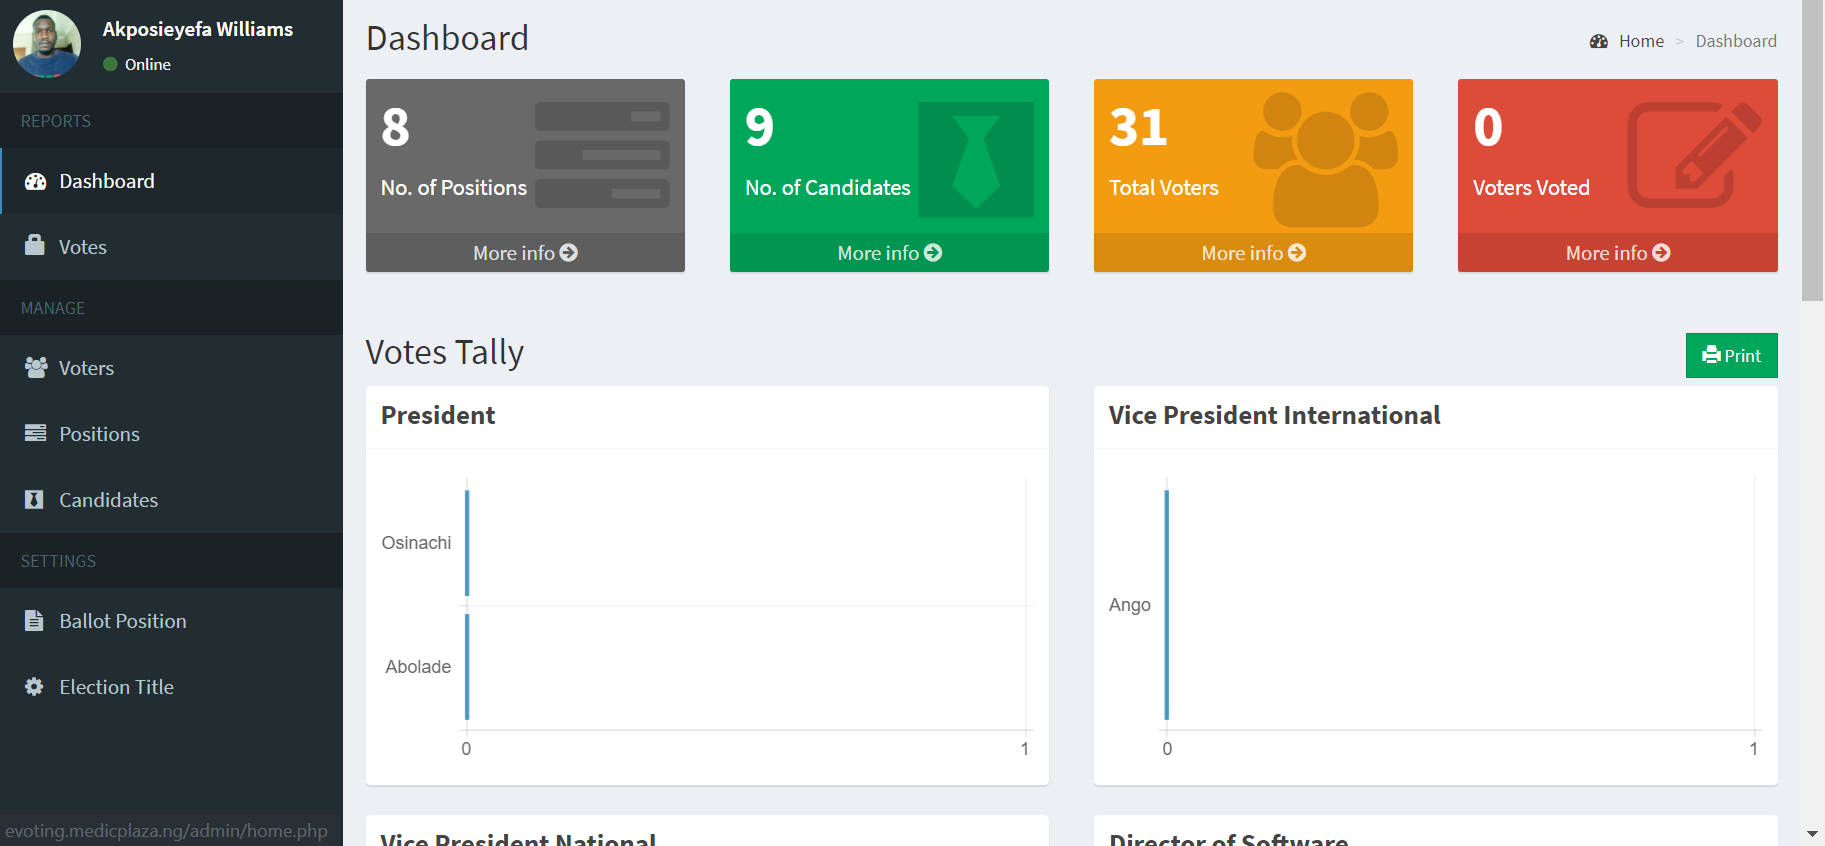 Akposieyefa Williams
Online
REPORTS
Dashboard
Votes
MANAGE
Voters
Positions
Candidates
SETTINGS
Ballot Position
Election Title
evoting.medicplaza.ng/admin/home.php
Dashboard
Home > Dashboard
8
No. of Positions
More info
9
No. of Candidates
More info
31
Total Voters
More info
0
Voters Voted
More info
Votes Tally
Print
President
Osinachi
Abolade
0 1
Vice President International
Ango
0 1
Vice President National
Director of Software